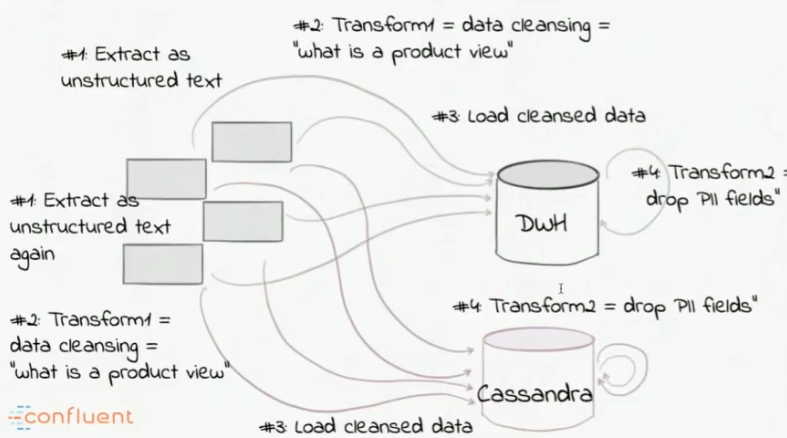 #2: Transform1 = data cleansing =
"what is a product view"
#1: Extract as
unstructured text
#3: Load cleansed data
#4: Transform2 =
drop PII fields"
DWH
#1: Extract as
unstructured text
again
#4: Transform2 = drop PII fields"
#2: Transform1 =
data cleansing =
"what is a product view"
Cassandra
confluent
#3: Load cleansed data